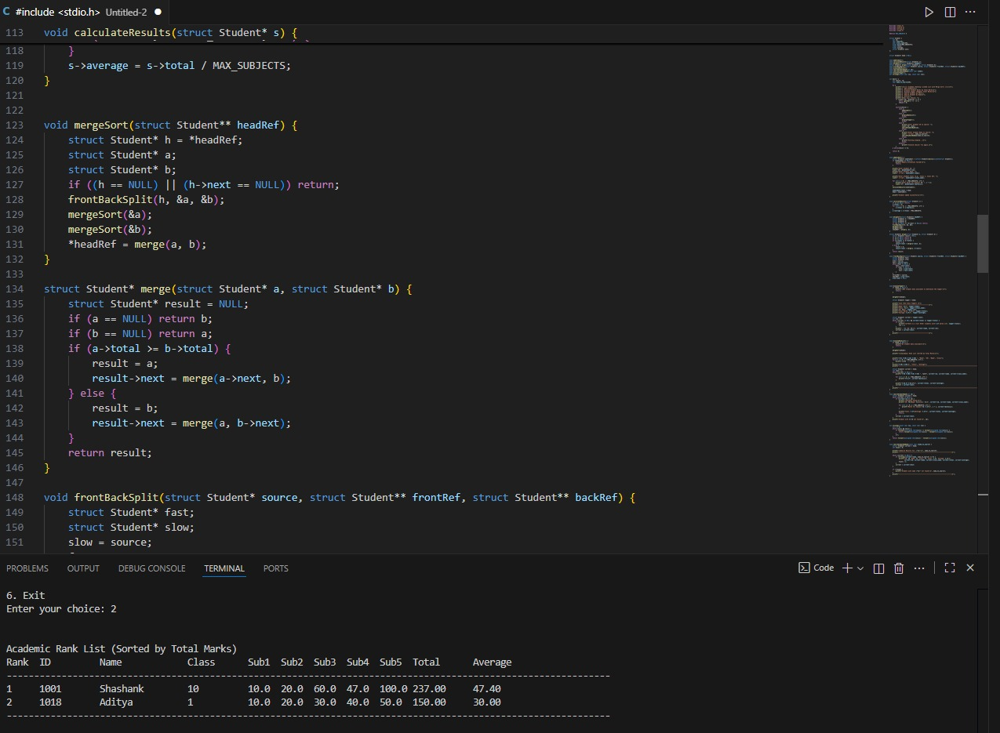 #include <stdio.h> Untitled-2
113 void calculateResults(struct Student* s) {
118 }
119 s->average = s->total / MAX_SUBJECTS;
120 }
121
122
123 void mergeSort(struct Student** headRef) {
124 struct Student* h = *headRef;
125 struct Student* a;
126 struct Student* b;
127 if ((h == NULL) || (h->next == NULL)) return;
128 frontBackSplit(h, &a, &b);
129 mergeSort(&a);
130 mergeSort(&b);
131 *headRef = merge(a, b);
132 }
133
134 struct Student* merge(struct Student* a, struct Student* b) {
135 struct Student* result = NULL;
136 if (a == NULL) return b;
137 if (b == NULL) return a;
138 if (a->total >= b->total) {
139 result = a;
140 result->next = merge(a->next, b);
141 } else {
142 result = b;
143 result->next = merge(a, b->next);
144 }
145 return result;
146 }
147
148 void frontBackSplit(struct Student* source, struct Student** frontRef, struct Student** backRef) {
149 struct Student* fast;
150 struct Student* slow;
151 slow = source;
PROBLEMS OUTPUT DEBUG CONSOLE TERMINAL PORTS Code
6. Exit
Enter your choice: 2
Academic Rank List (Sorted by Total Marks)
Rank ID Name Class Sub1 Sub2 Sub3 Sub4 Sub5 Total Average
--------------------------------------------------------------------------------------------------------------
1 1001 Shashank 10 10.0 20.0 60.0 47.0 100.0 237.00 47.40
2 1018 Aditya 1 10.0 20.0 30.0 40.0 50.0 150.00 30.00
--------------------------------------------------------------------------------------------------------------